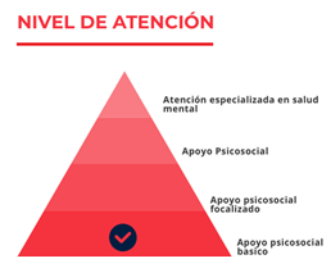 NIVEL DE ATENCIÓN
Atención especializada en salud
mental
Apoyo Psicosocial
Apoyo psicosocial
focalizado
Apoyo psicosocial
básico